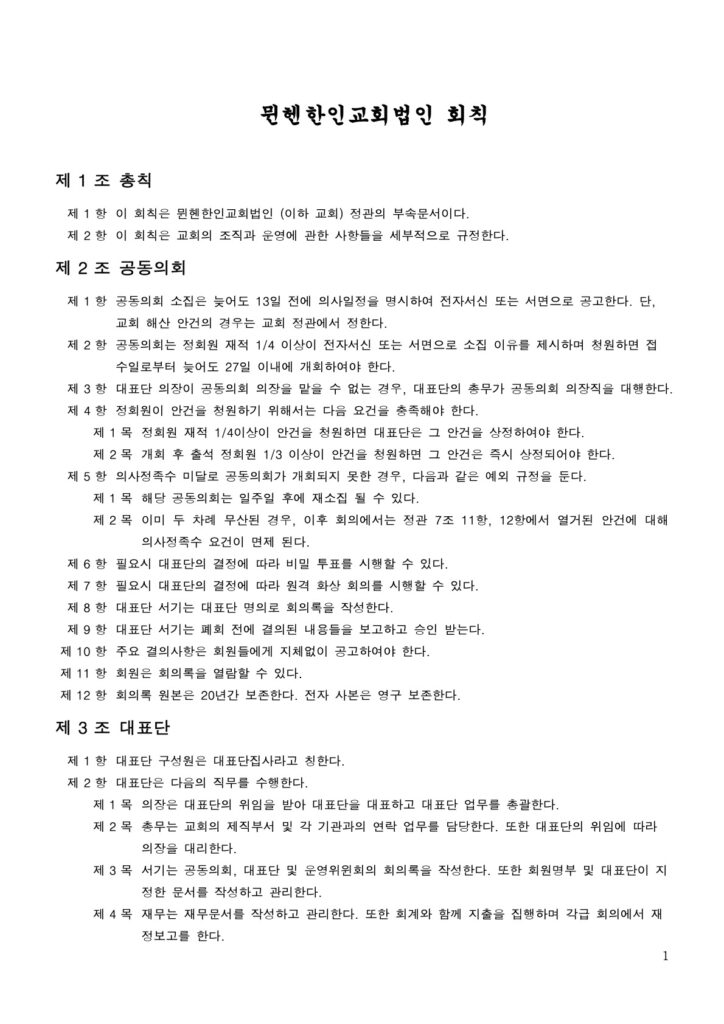 뮌헨한인교회법인 회칙
제 1 조 총칙
제 1 항 이 회칙은 뮌헨한인교회법인 (이하 교회) 정관의 부속문서이다.
제 2 항 이 회칙은 교회의 조직과 운영에 관한 사항들을 세부적으로 규정한다.
제 2 조 공동의회
제 1 항 공동의회 소집은 늦어도 13일 전에 의사일정을 명시하여 전자서신 또는 서면으로 공고한다. 단,
교회 해산 안건의 경우는 교회 정관에서 정한다.
제 2 항 공동의회는 정회원 재적 1/4 이상이 전자서신 또는 서면으로 소집 이유를 제시하며 청원하면 접
수일로부터 늦어도 27일 이내에 개회하여야 한다.
제 3 항 대표단 의장이 공동의회 의장을 맡을 수 없는 경우, 대표단의 총무가 공동의회 의장직을 대행한다.
제 4 항 정회원이 안건을 청원하기 위해서는 다음 요건을 충족해야 한다.
제 1 목 정회원 재적 1/4이상이 안건을 청원하면 대표단은 그 안건을 상정하여야 한다.
제 2 목 개회 후 출석 정회원 1/3 이상이 안건을 청원하면 그 안건은 즉시 상정되어야 한다.
제 5 항 의사정족수 미달로 공동의회가 개회되지 못한 경우, 다음과 같은 예외 규정을 둔다.
제 1 목 해당 공동의회는 일주일 후에 재소집 될 수 있다.
제 2 목 이미 두 차례 무산된 경우, 이후 회의에서는 정관 7조 11항, 12항에서 열거된 안건에 대해
의사정족수 요건이 면제 된다.
제 6 항 필요시 대표단의 결정에 따라 비밀 투표를 시행할 수 있다.
제 7 항 필요시 대표단의 결정에 따라 원격 화상 회의를 시행할 수 있다.
제 8 항 대표단 서기는 대표단 명의로 회의록을 작성한다.
제 9 항 대표단 서기는 폐회 전에 결의된 내용들을 보고하고 승인 받는다.
제 10 항 주요 결의사항은 회원들에게 지체없이 공고하여야 한다.
제 11 항 회원은 회의록을 열람할 수 있다.
제 12 항 회의록 원본은 20년간 보존한다. 전자 사본은 영구 보존한다.
제 3 조 대표단
제 1 항 대표단 구성원은 대표단집사라고 칭한다.
제 2 항 대표단은 다음의 직무를 수행한다.
제 1 목 의장은 대표단의 위임을 받아 대표단을 대표하고 대표단 업무를 총괄한다.
제 2 목 총무는 교회의 제직부서 및 각 기관과의 연락 업무를 담당한다. 또한 대표단의 위임에 따라
의장을 대리한다.
제 3 목 서기는 공동의회, 대표단 및 운영위원회의 회의록을 작성한다. 또한 회원명부 및 대표단이 지
정한 문서를 작성하고 관리한다.
제 4 목 재무는 재무문서를 작성하고 관리한다. 또한 회계와 함께 지출을 집행하며 각급 회의에서 재
정보고를 한다.
1